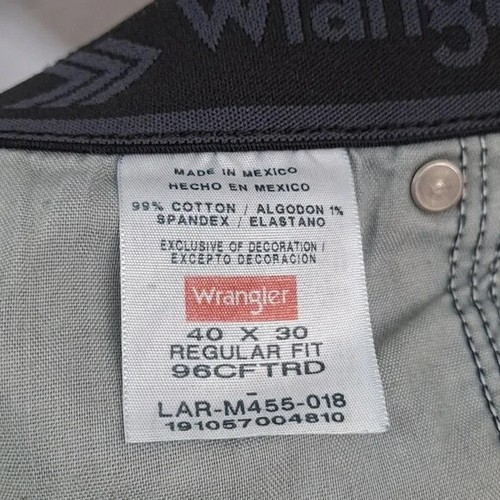 Wrangl
MADE IN MEXICO
HECHO EN MEXICO
99% COTTON / ALGODON 1%
SPANDEX / ELASTANO
EXCLUSIVE OF DECORATION /
EXCEPTO DECORACION
Wrangler
40 X 30
REGULAR FIT
96CFTRD
-
LAR-M455-018
191057004810